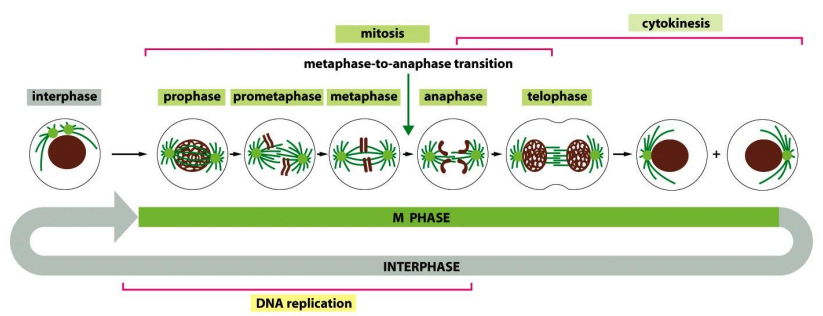 mitosis
cytokinesis
metaphase-to-anaphase transition
interphase
prophase
prometaphase
metaphase
anaphase
telophase
+
M PHASE
INTERPHASE
DNA replication